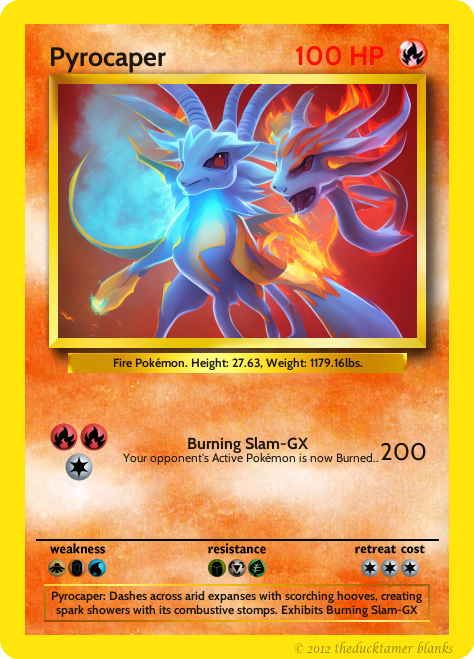 Pyrocaper 100 HP
Fire Pokémon. Height: 27.63, Weight: 1179.16lbs.
Burning Slam-GX
Your opponent's Active Pokémon is now Burned.. 200
weakness resistance retreat cost
Pyrocaper: Dashes across arid expanses with scorching hooves, creating
spark showers with its combustive stomps. Exhibits Burning Slam-GX
© 2012 theducktamer blanks